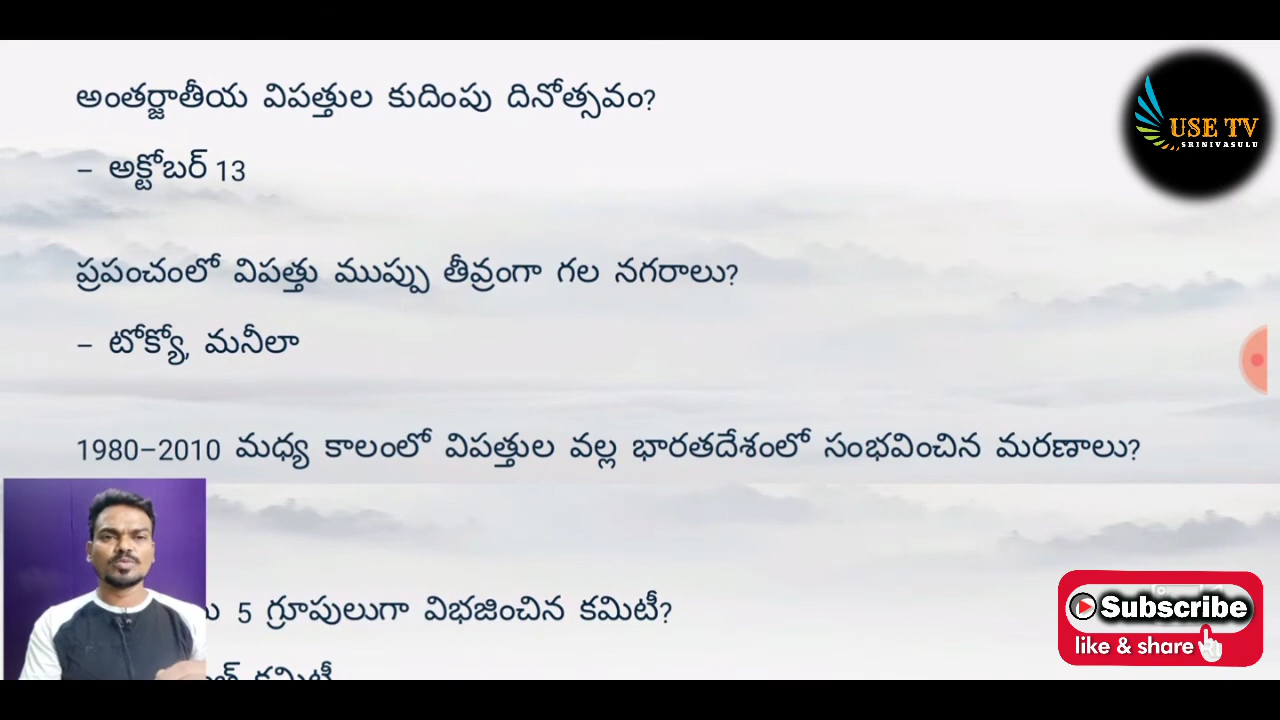 అంతర్జాతీయ విపత్తుల కుదింపు దినోత్సవం?
USE TV
SRINIVASULU
– అక్టోబర్ 13
ప్రపంచంలో విపత్తు ముప్పు తీవ్రంగా గల నగరాలు?
– టోక్యో, మనీలా
1980–2010 మధ్య కాలంలో విపత్తుల వల్ల భారతదేశంలో సంభవించిన మరణాలు?
5 గ్రూపులుగా విభజించిన కమిటీ?
కమిటీ
Subscribe
like & share